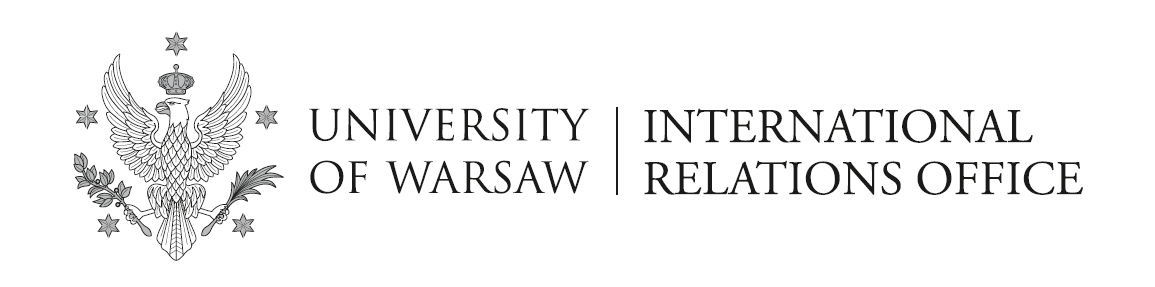 UNIVERSITY
OF WARSAW
INTERNATIONAL
RELATIONS OFFICE